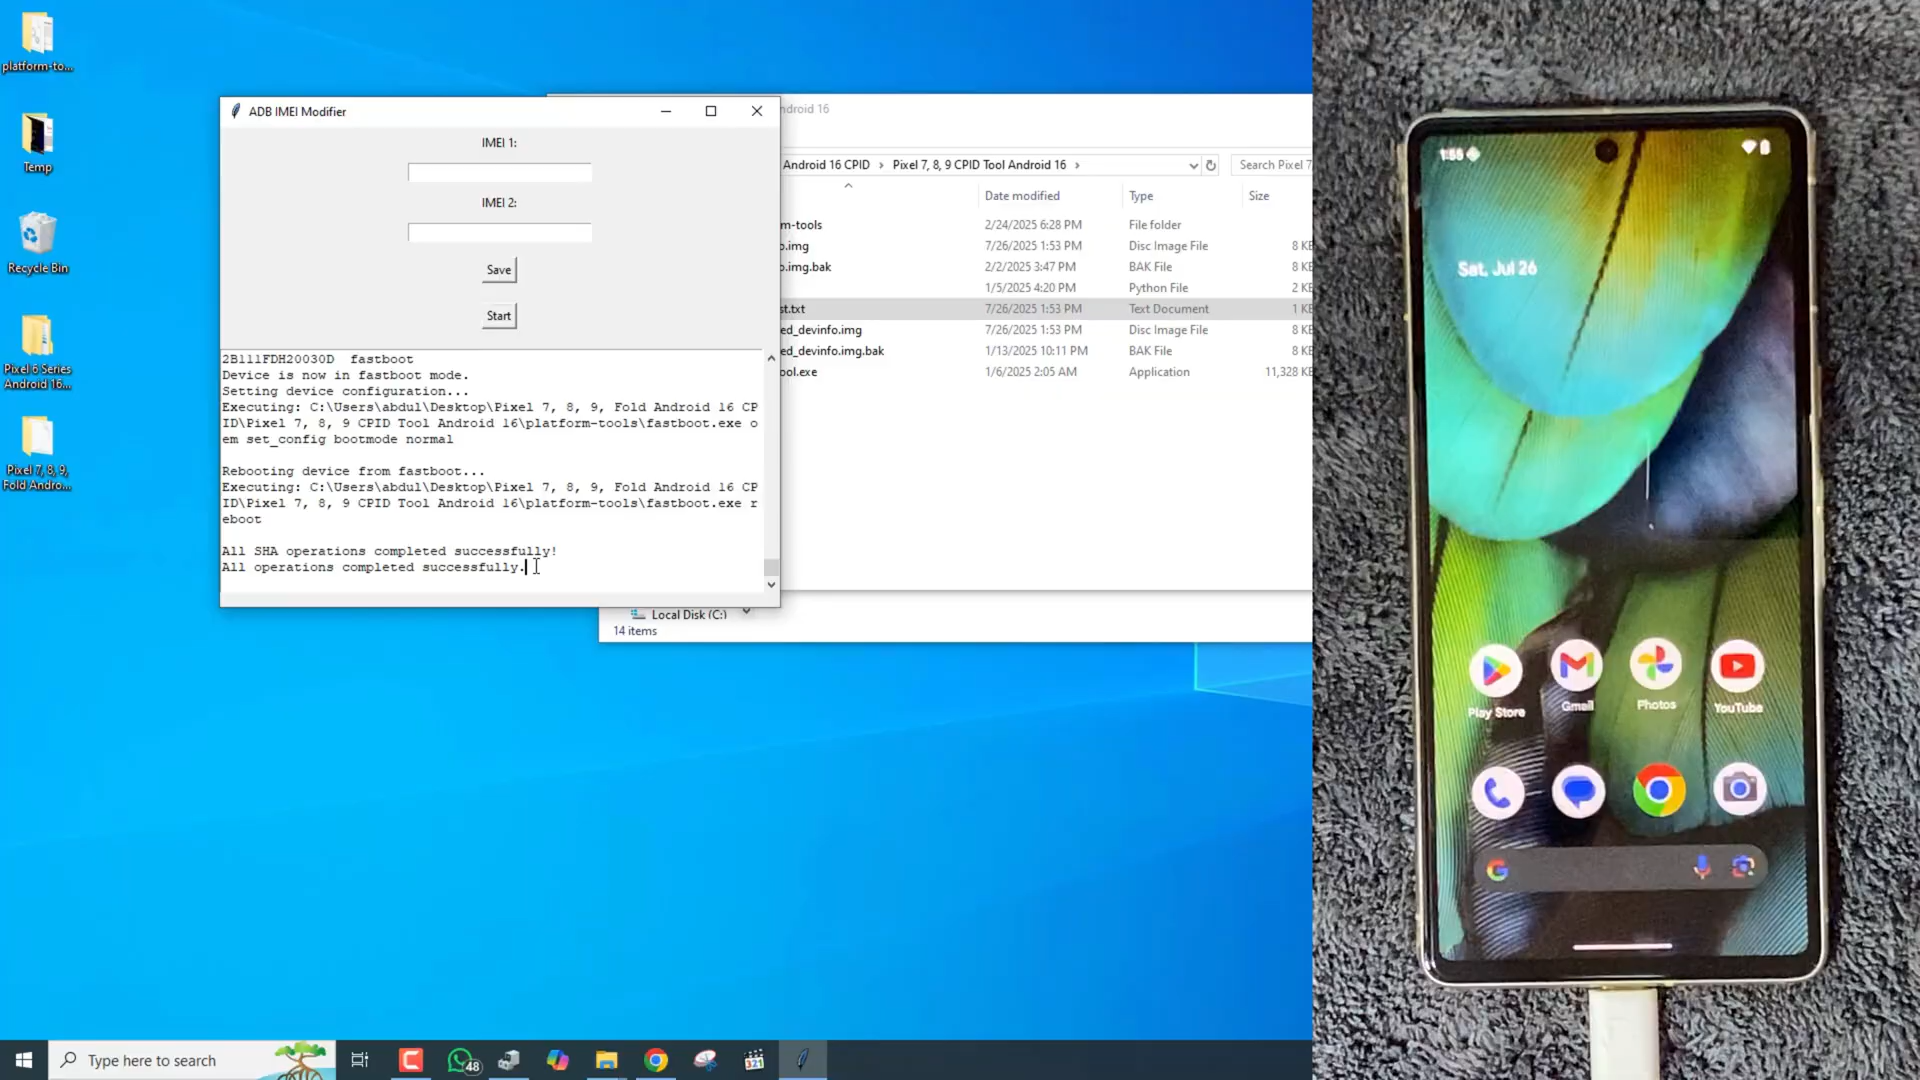 platform-to...
Temp
Recycle Bin
Pixel 6 Series
Android 16...
Pixel 7, 8, 9,
Fold Andro...
ADB IMEI Modifier
IMEI 1:
IMEI 2:
Save
Start
2B111FDH20030D fastboot
Device is now in fastboot mode.
Setting device configuration...
Executing: C:\Users\abdul\Desktop\Pixel 7, 8, 9, Fold Android 16 CP
ID\Pixel 7, 8, 9 CPID Tool Android 16\platform-tools\fastboot.exe o
em set_config bootmode normal
Rebooting device from fastboot...
Executing: C:\Users\abdul\Desktop\Pixel 7, 8, 9, Fold Android 16 CP
ID\Pixel 7, 8, 9 CPID Tool Android 16\platform-tools\fastboot.exe r
eboot
All SHA operations completed successfully!
All operations completed successfully.
ndroid 16
Android 16 CPID > Pixel 7, 8, 9 CPID Tool Android 16 >
Search Pixel 7,
Date modified Type Size
m-tools 2/24/2025 6:28 PM File folder
o.img 7/26/2025 1:53 PM Disc Image File 8 KB
o.img.bak 2/2/2025 3:47 PM BAK File 8 KB
1/5/2025 4:20 PM Python File 2 KB
st.txt 7/26/2025 1:53 PM Text Document 1 KB
ed_devinfo.img 7/26/2025 1:53 PM Disc Image File 8 KB
ed_devinfo.img.bak 1/13/2025 10:11 PM BAK File 8 KB
ool.exe 1/6/2025 2:05 AM Application 11,328 KB
Local Disk (C:)
14 items
Type here to search
48
321
1:55
Sat, Jul 26
Play Store
Gmail
Photos
YouTube